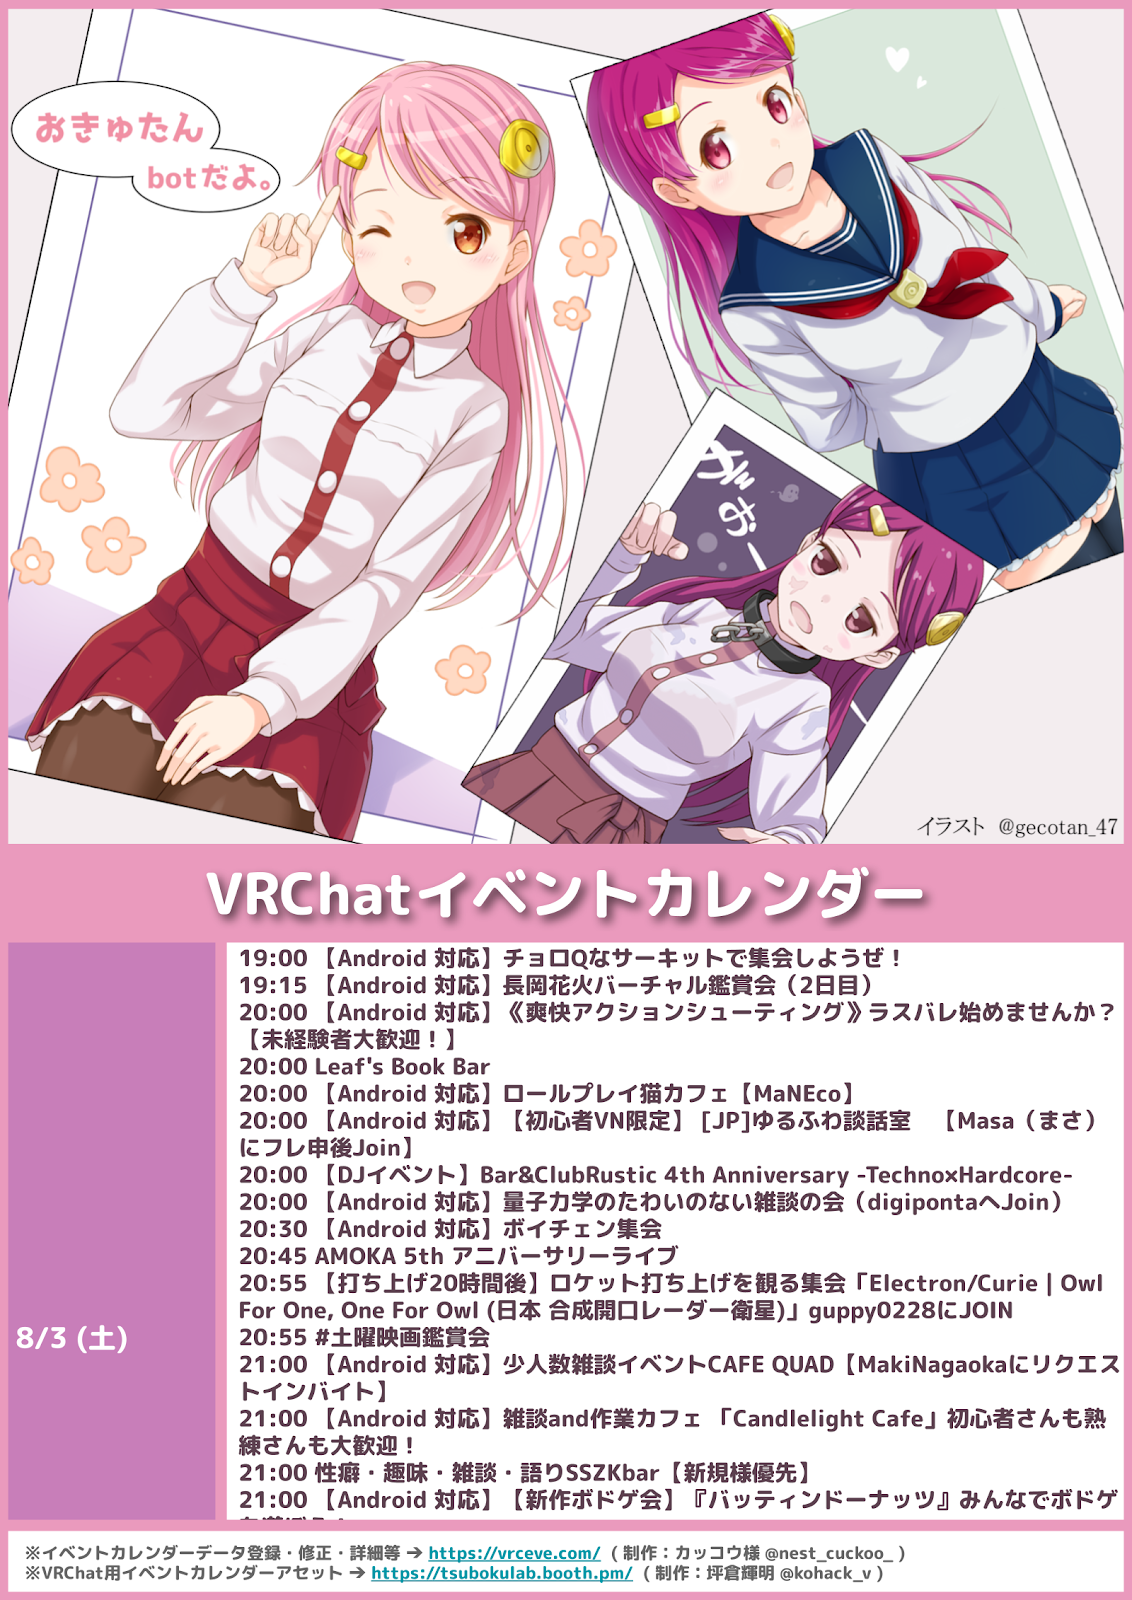 おきゅたん
botだよ。
がおー
イラスト @gecotan_47
VRChatイベントカレンダー
8/3 (土)
19:00 【Android 対応】チョロQなサーキットで集会しようぜ！
19:15 【Android 対応】長岡花火バーチャル鑑賞会（2日目）
20:00 【Android 対応】《爽快アクションシューティング》ラスバレ始めませんか？
【未経験者大歓迎！】
20:00 Leaf's Book Bar
20:00 【Android 対応】ロールプレイ猫カフェ【MaNEco】
20:00 【Android 対応】【初心者VN限定】 [JP]ゆるふわ談話室　【Masa（まさ）
にフレ申後Join】
20:00 【DJイベント】Bar&ClubRustic 4th Anniversary -Techno×Hardcore-
20:00 【Android 対応】量子力学のたわいのない雑談の会（digipontaへJoin）
20:30 【Android 対応】ボイチェン集会
20:45 AMOKA 5th アニバーサリーライブ
20:55 【打ち上げ20時間後】ロケット打ち上げを観る集会「Electron/Curie | Owl
For One, One For Owl (日本 合成開口レーダー衛星)」guppy0228にJOIN
20:55 #土曜映画鑑賞会
21:00 【Android 対応】少人数雑談イベントCAFE QUAD【MakiNagaokaにリクエス
トインバイト】
21:00 【Android 対応】雑談and作業カフェ 「Candlelight Cafe」初心者さんも熟
練さんも大歓迎！
21:00 性癖・趣味・雑談・語りSSZKbar【新規様優先】
21:00 【Android 対応】【新作ボドゲ会】『バッティンドーナッツ』みんなでボドゲ
※イベントカレンダーデータ登録・修正・詳細等 ➔ https://vrceve.com/ ( 制作：カッコウ様 @nest_cuckoo_ )
※VRChat用イベントカレンダーアセット ➔ https://tsubokulab.booth.pm/ ( 制作：坪倉輝明 @kohack_v )